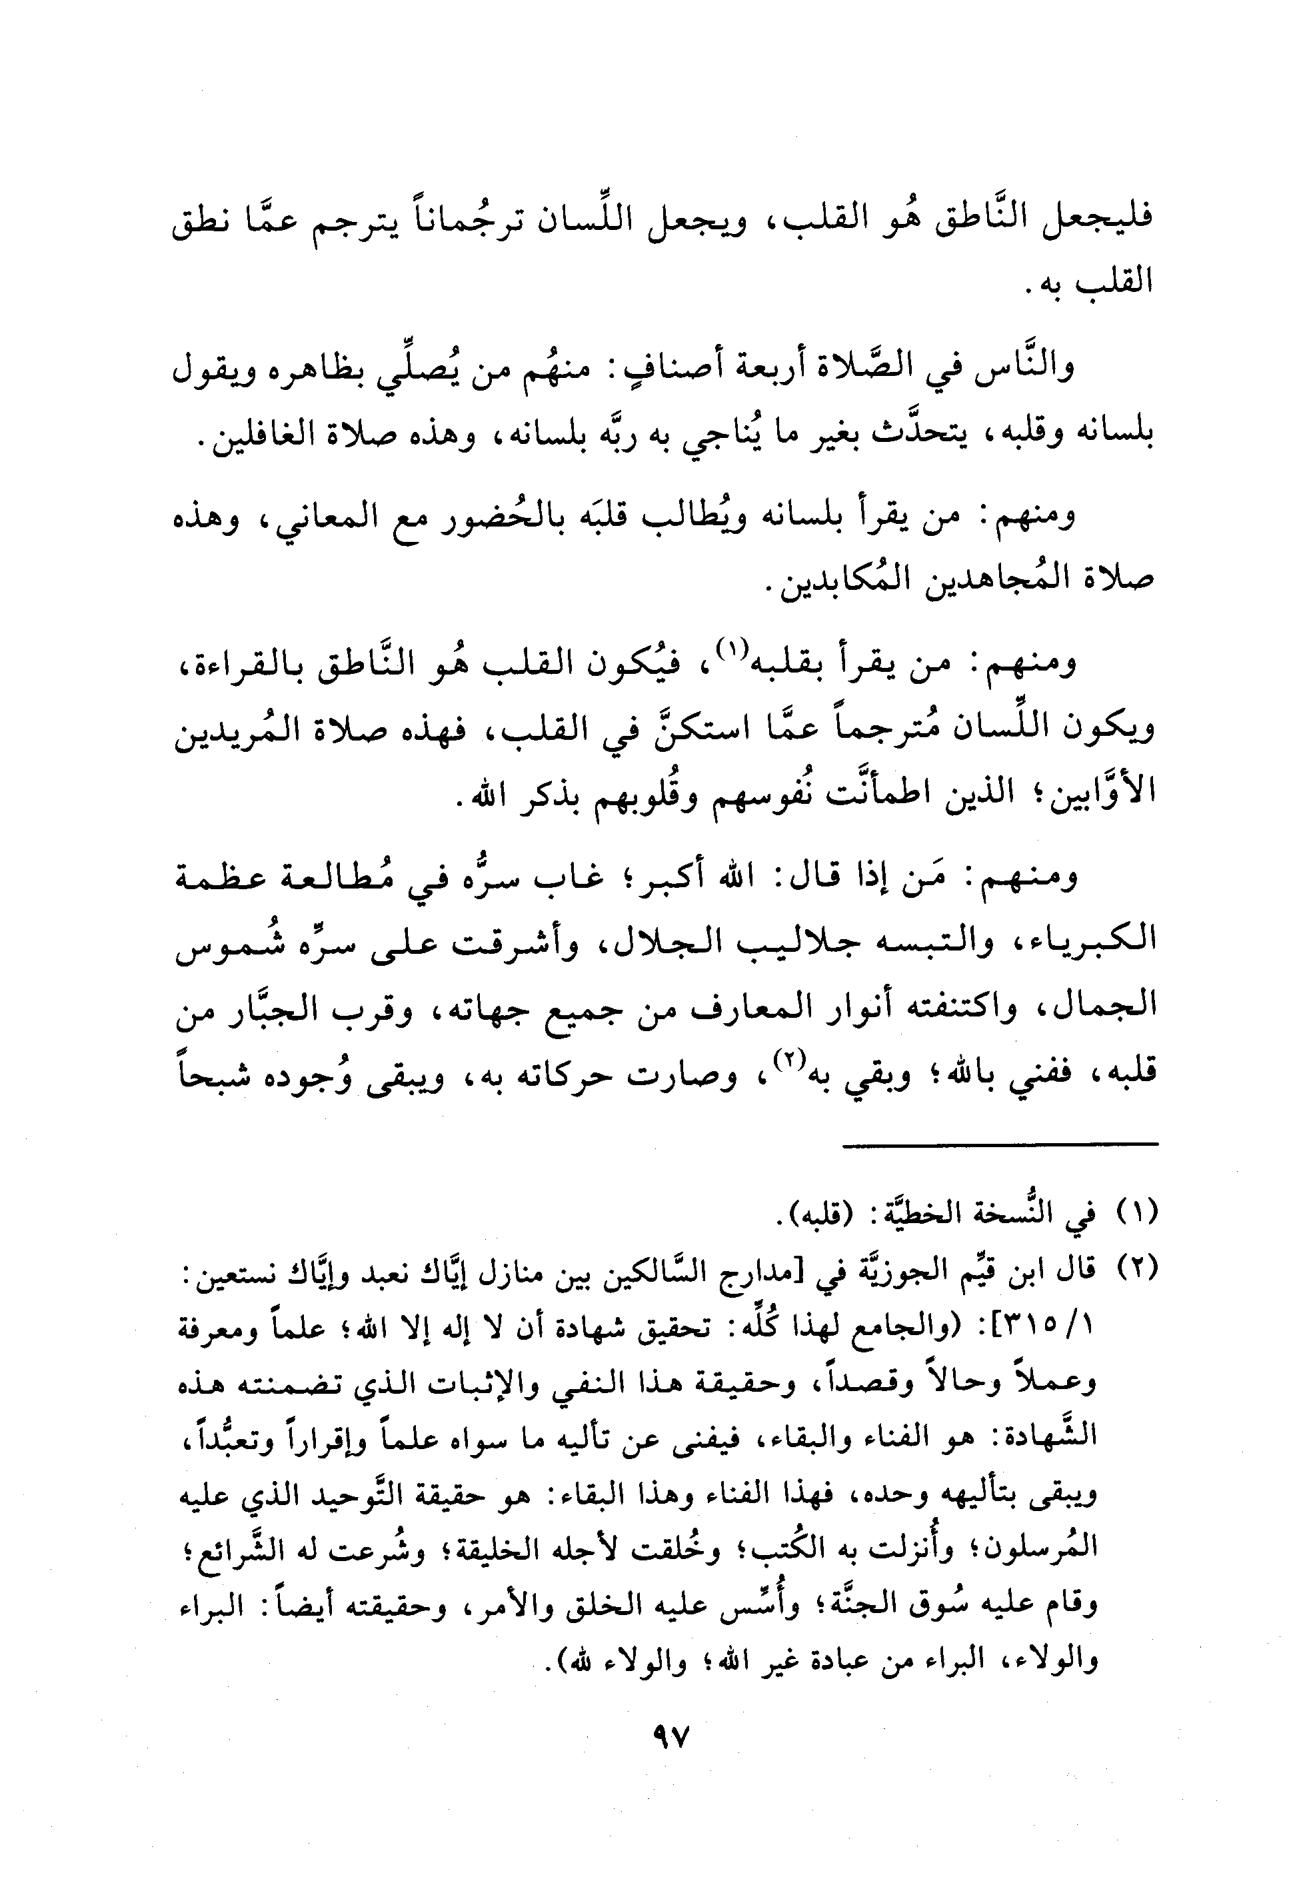 فليجعل النَّاطق هُو القلب، ويجعل اللِّسان ترجُماناً يترجم عمَّا نطق
القلب به.
والنَّاس في الصَّلاة أربعة أصنافٍ: منهُم من يُصلِّي بظاهره ويقول
بلسانه وقلبه، يتحدَّث بغير ما يُناجي به ربَّه بلسانه، وهذه صلاة الغافلين.
ومنهم: من يقرأ بلسانه ويُطالب قلبَه بالحُضور مع المعاني، وهذه
صلاة المُجاهدين المُكابدين.
ومنهم: من يقرأ بقلبه(١)، فيُكون القلب هُو النَّاطق بالقراءة،
ويكون اللِّسان مُترجماً عمَّا استكنَّ في القلب، فهذه صلاة المُريدين
الأوَّابين؛ الذين اطمأنَّت نُفوسهم وقُلوبهم بذكر الله.
ومنهم: مَن إذا قال: الله أكبر؛ غاب سرُّه في مُطالعة عظمة
الكبرياء، والتبسه جلاليب الجلال، وأشرقت على سرِّه شُموس
الجمال، واكتنفته أنوار المعارف من جميع جهاته، وقرب الجبَّار من
قلبه، ففني بالله؛ وبقي به(٢)، وصارت حركاته به، ويبقى وُجوده شبحاً
(١) في النُّسخة الخطيَّة: (قلبه).
(٢) قال ابن قيِّم الجوزيَّة في [مدارج السَّالكين بين منازل إيَّاك نعبد وإيَّاك نستعين:
١/ ٣١٥]: (والجامع لهذا كُلِّه: تحقيق شهادة أن لا إله إلا الله؛ علماً ومعرفة
وعملاً وحالاً وقصداً، وحقيقة هذا النفي والإثبات الذي تضمنته هذه
الشَّهادة: هو الفناء والبقاء، فيفنى عن تأليه ما سواه علماً وإقراراً وتعبُّداً،
ويبقى بتأليهه وحده، فهذا الفناء وهذا البقاء: هو حقيقة التَّوحيد الذي عليه
المُرسلون؛ وأُنزلت به الكُتب؛ وخُلقت لأجله الخليقة؛ وشُرعت له الشَّرائع؛
وقام عليه سُوق الجنَّة؛ وأُسِّس عليه الخلق والأمر، وحقيقته أيضاً: البراء
والولاء، البراء من عبادة غير الله؛ والولاء لله).
٩٧